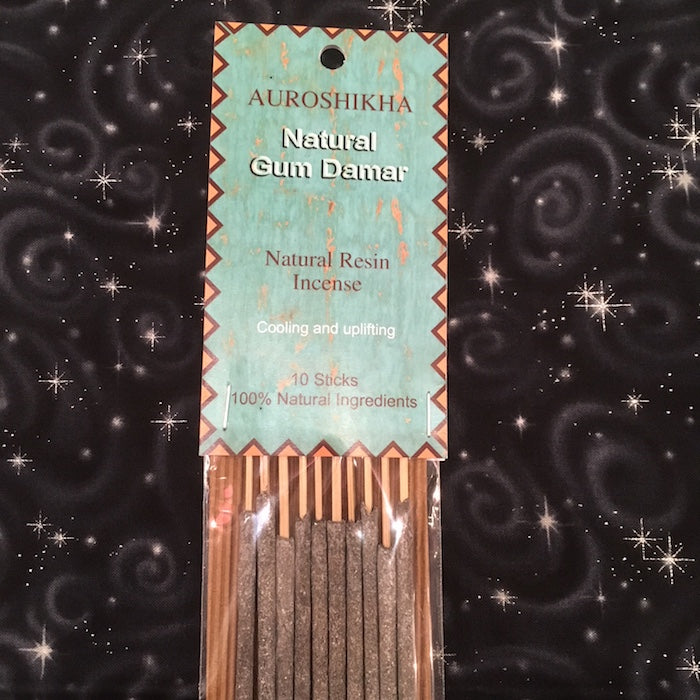 AUROSHIKHA
Natural
Gum Damar
Natural Resin
Incense
Cooling and uplifting
10 Sticks
100% Natural Ingredients